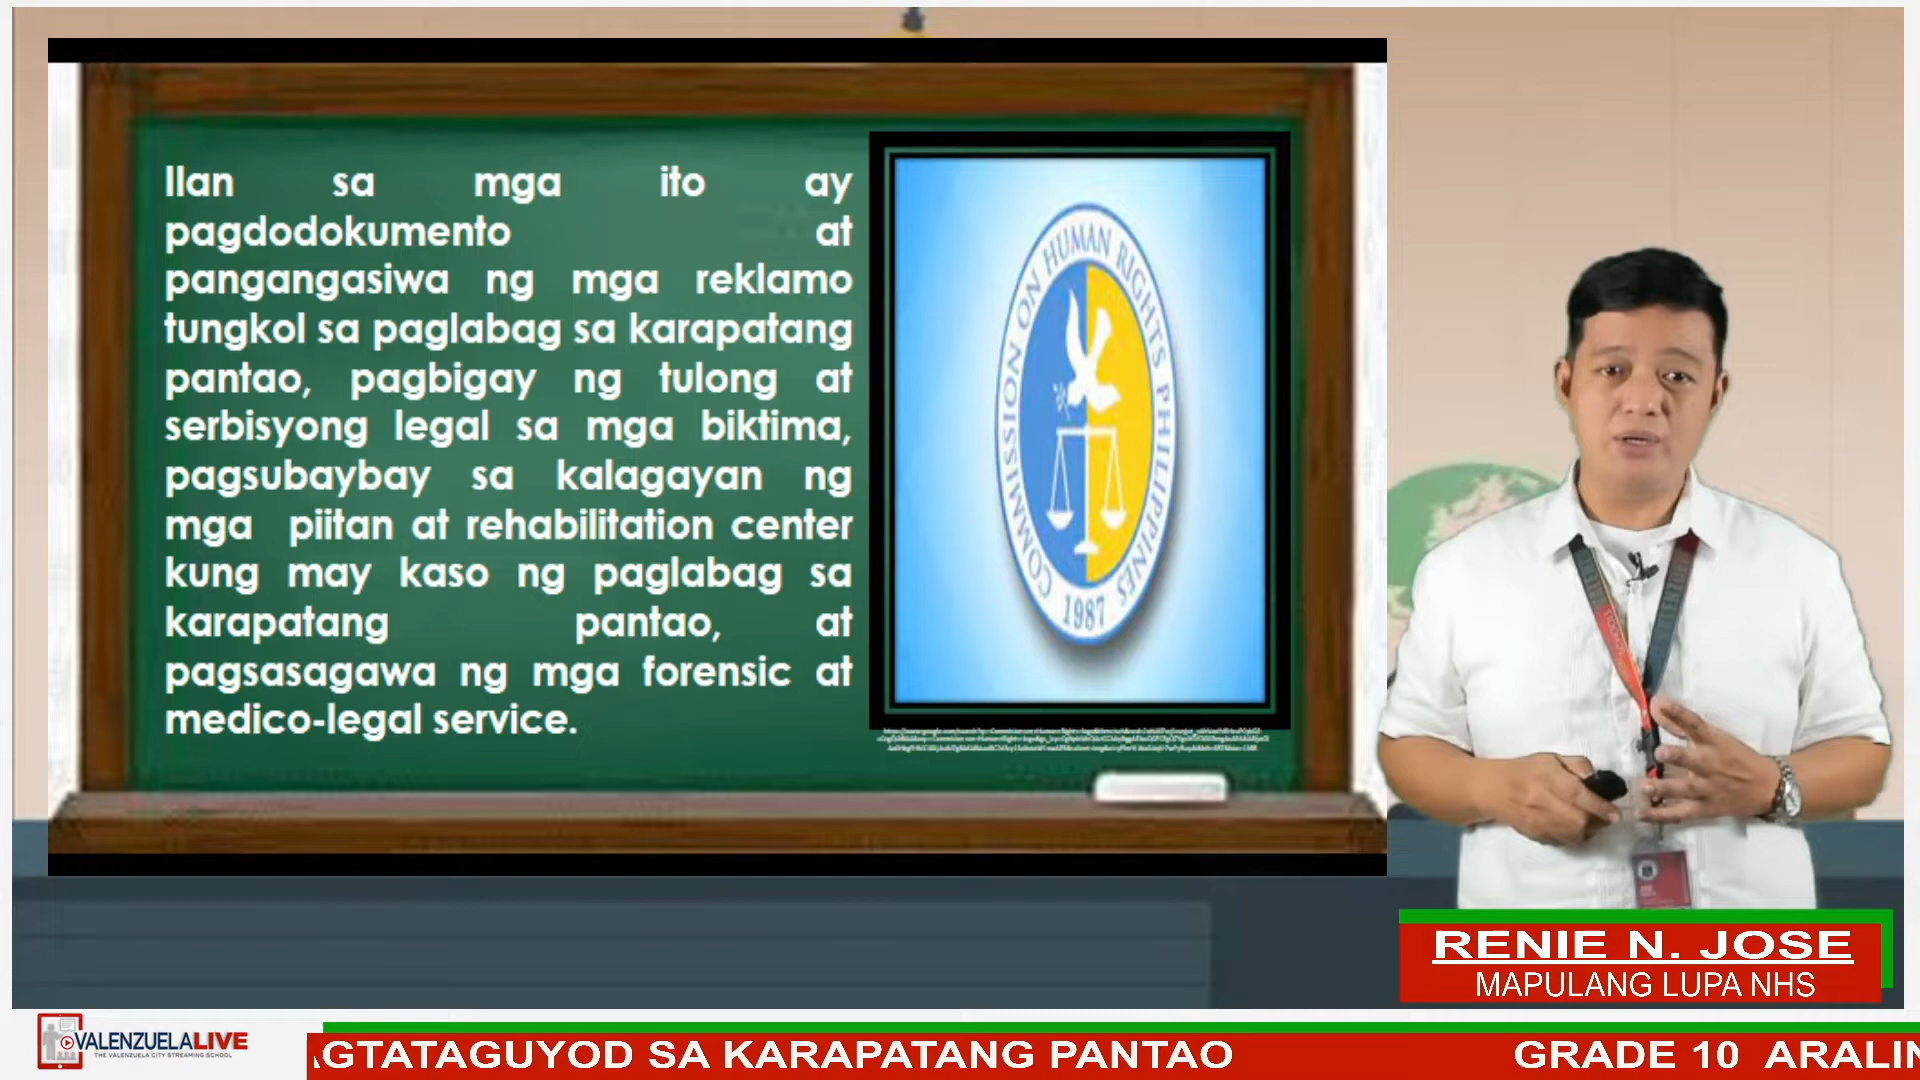 Ilan sa mga ito ay
pagdodokumento at
pangangasiwa ng mga reklamo
tungkol sa paglabag sa karapatang
pantao, pagbigay ng tulong at
serbisyong legal sa mga biktima,
pagsubaybay sa kalagayan ng
mga piitan at rehabilitation center
kung may kaso ng paglabag sa
karapatang pantao, at
pagsasagawa ng mga forensic at
medico-legal service.
COMMISSION ON HUMAN RIGHTS PHILIPPINES
1987
RENIE N. JOSE
MAPULANG LUPA NHS
VALENZUELALIVE
THE VALENZUELA CITY STREAMING SCHOOL
GTATAGUYOD SA KARAPATANG PANTAO GRADE 10 ARALIN